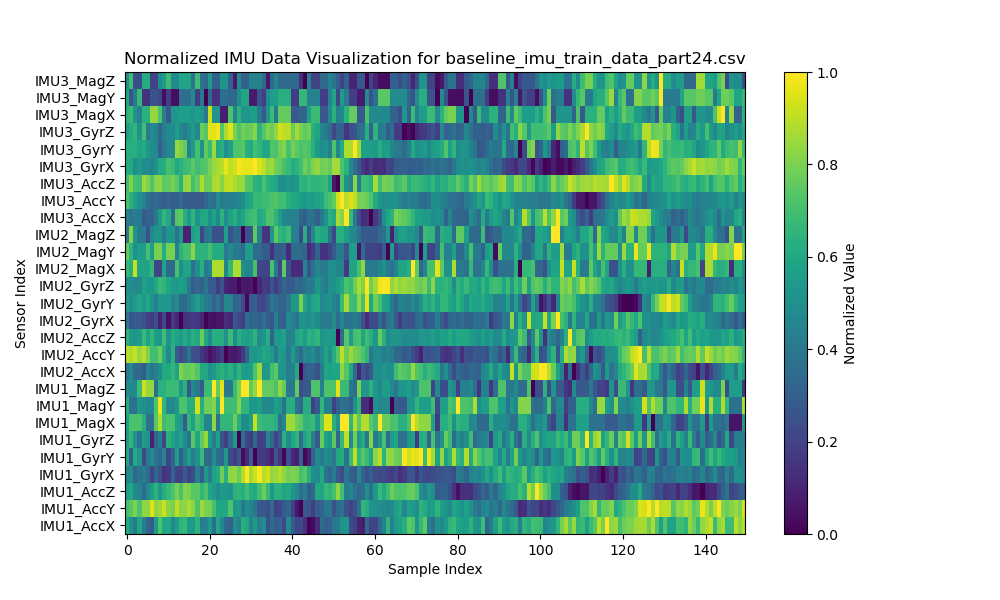 Normalized IMU Data Visualization for baseline_imu_train_data_part24.csv
IMU3_MagZ
IMU3_MagY
IMU3_MagX
IMU3_GyrZ
IMU3_GyrY
IMU3_GyrX
IMU3_AccZ
IMU3_AccY
IMU3_AccX
IMU2_MagZ
IMU2_MagY
IMU2_MagX
IMU2_GyrZ
IMU2_GyrY
IMU2_GyrX
IMU2_AccZ
IMU2_AccY
IMU2_AccX
IMU1_MagZ
IMU1_MagY
IMU1_MagX
IMU1_GyrZ
IMU1_GyrY
IMU1_GyrX
IMU1_AccZ
IMU1_AccY
IMU1_AccX
Sensor Index
0 20 40 60 80 100 120 140
Sample Index
1.0
0.8
0.6
0.4
0.2
0.0
Normalized Value